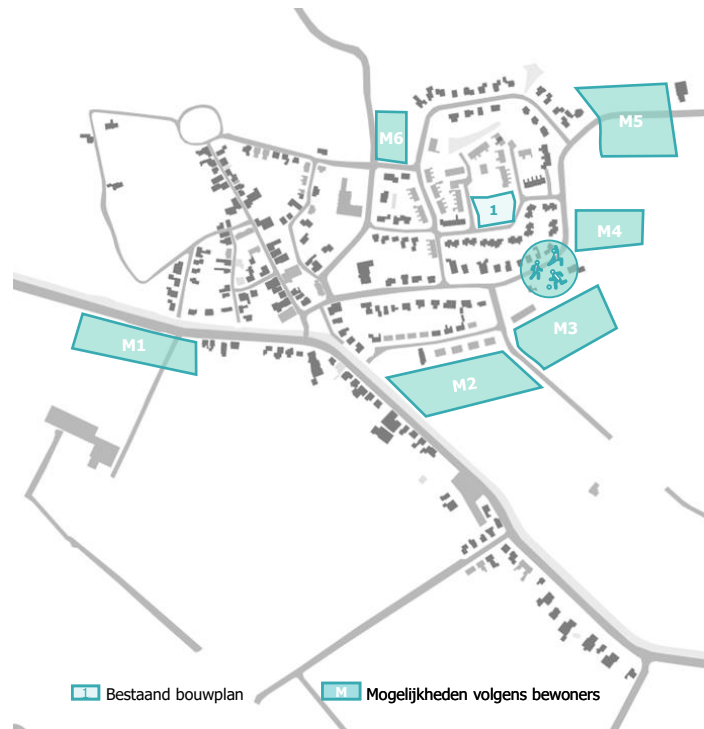 M5
M6
1
M4
M3
M1
M2
1 Bestaand bouwplan
M Mogelijkheden volgens bewoners